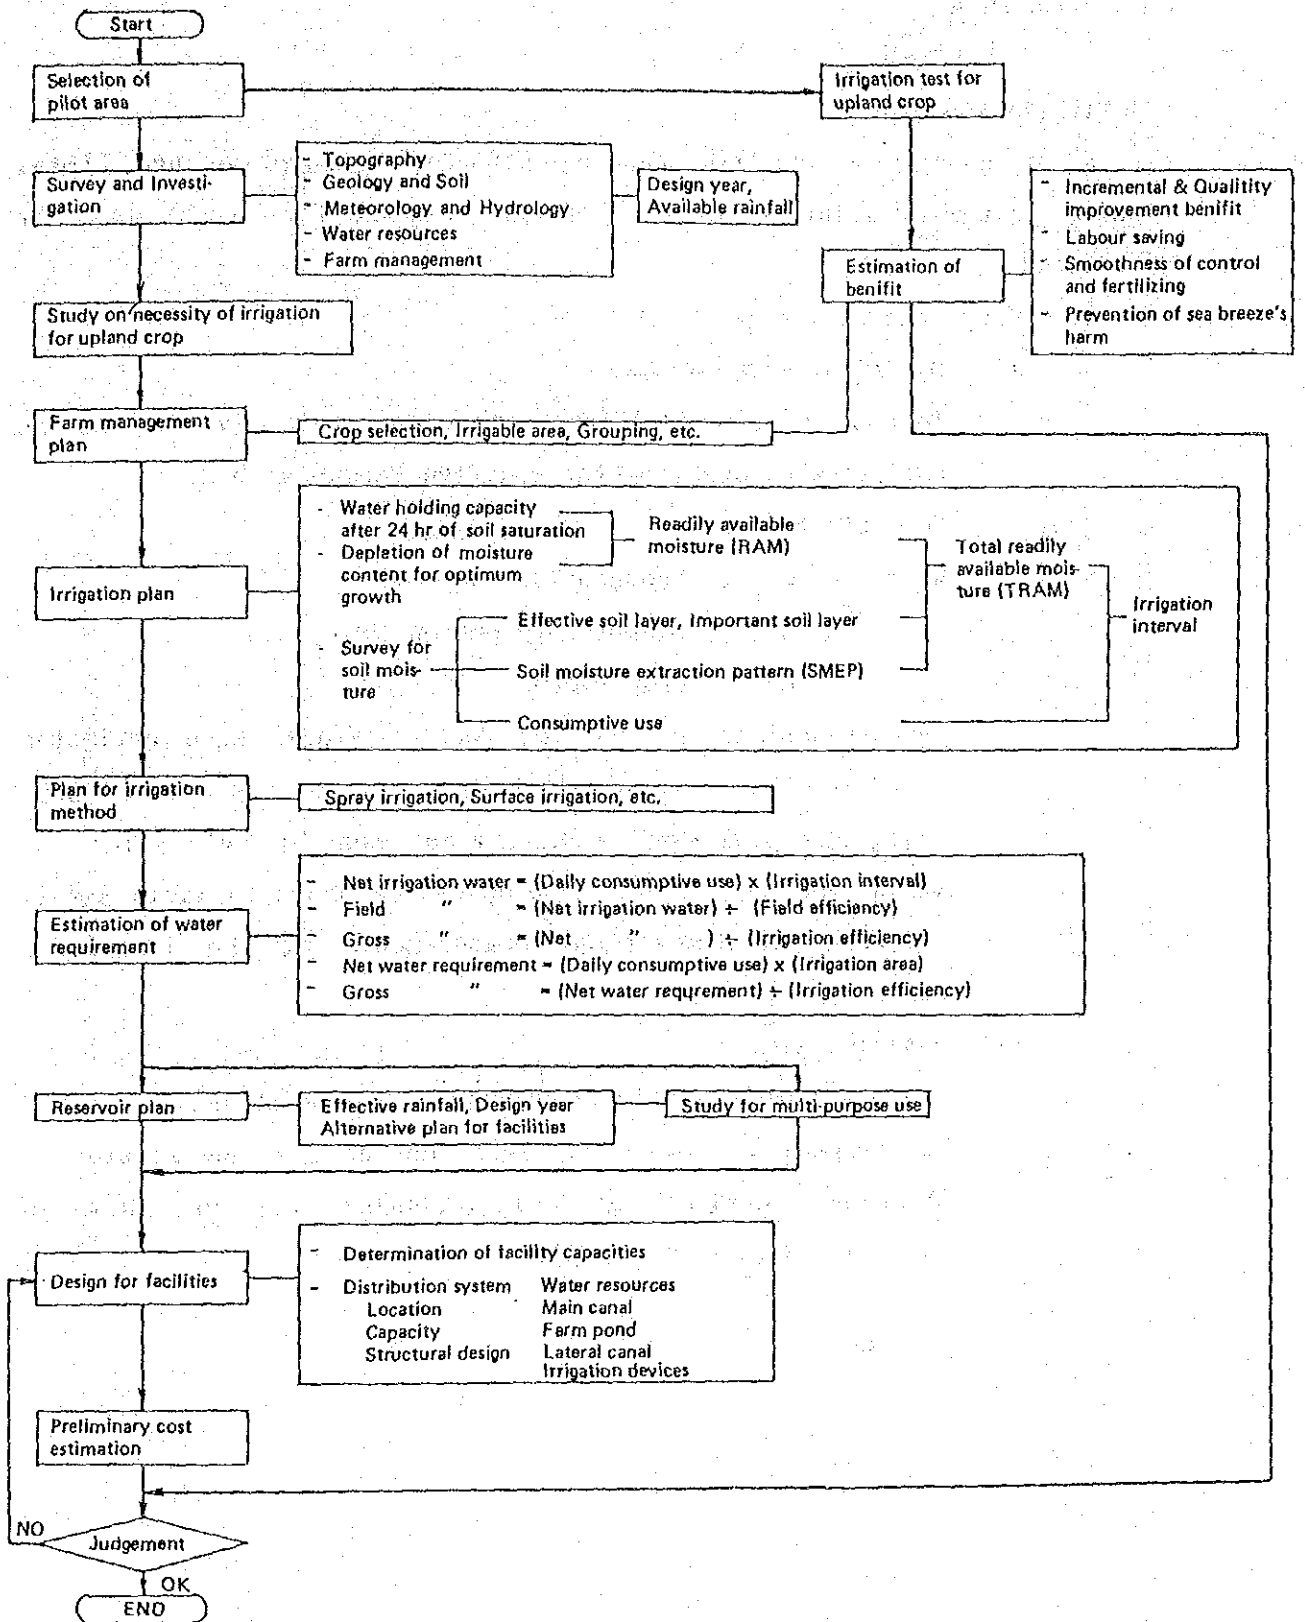 Start
Selection of
pilot area
Irrigation test for
upland crop
Survey and Investi-
gation
- Topography
- Geology and Soil
- Meteorology and Hydrology
- Water resources
- Farm management
Design year,
Available rainfall
Estimation of
benifit
- Incremental & Qualitity
improvement benifit
- Labour saving
- Smoothness of control
and fertilizing
- Prevention of sea breeze's
harm
Study on necessity of irrigation
for upland crop
Farm management
plan
Crop selection, Irrigable area, Grouping, etc.
Irrigation plan
- Water holding capacity
after 24 hr of soil saturation
- Depletion of moisture
content for optimum
growth
Readily available
moisture (RAM)
Total readily
available mois-
ture (TRAM)
Irrigation
interval
- Survey for
soil mois-
ture
Effective soil layer, Important soil layer
Soil moisture extraction pattern (SMEP)
Consumptive use
Plan for irrigation
method
Spray irrigation, Surface irrigation, etc.
Estimation of water
requirement
- Net irrigation water = (Daily consumptive use) x (Irrigation interval)
- Field " = (Net irrigation water) ÷ (Field efficiency)
- Gross " = (Net " ) ÷ (Irrigation efficiency)
- Net water requirement = (Daily consumptive use) x (Irrigation area)
- Gross " = (Net water requrement) ÷ (Irrigation efficiency)
Reservoir plan
Effective rainfall, Design year
Alternative plan for facilities
Study for multi-purpose use
Design for facilities
- Determination of facility capacities
- Distribution system Water resources
Location Main canal
Capacity Farm pond
Structural design Lateral canal
Irrigation devices
Preliminary cost
estimation
NO
Judgement
OK
END